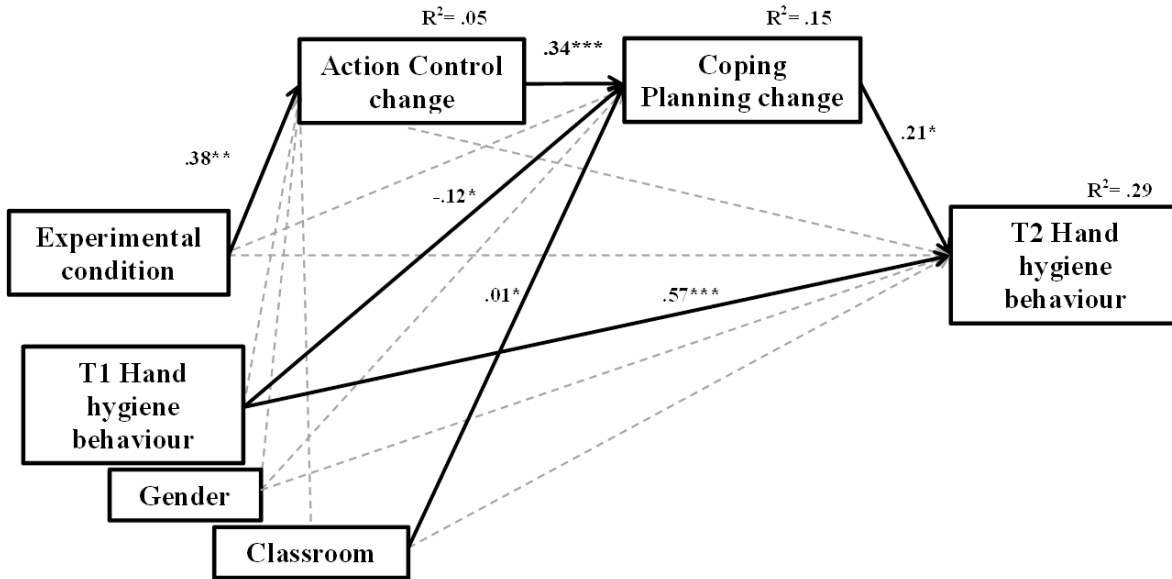 R²= .05
R²= .15
.34***
Action Control
change
Coping
Planning change
.38**
.21*
-.12*
R²= .29
Experimental
condition
T2 Hand
hygiene
behaviour
.01*
.57***
T1 Hand
hygiene
behaviour
Gender
Classroom